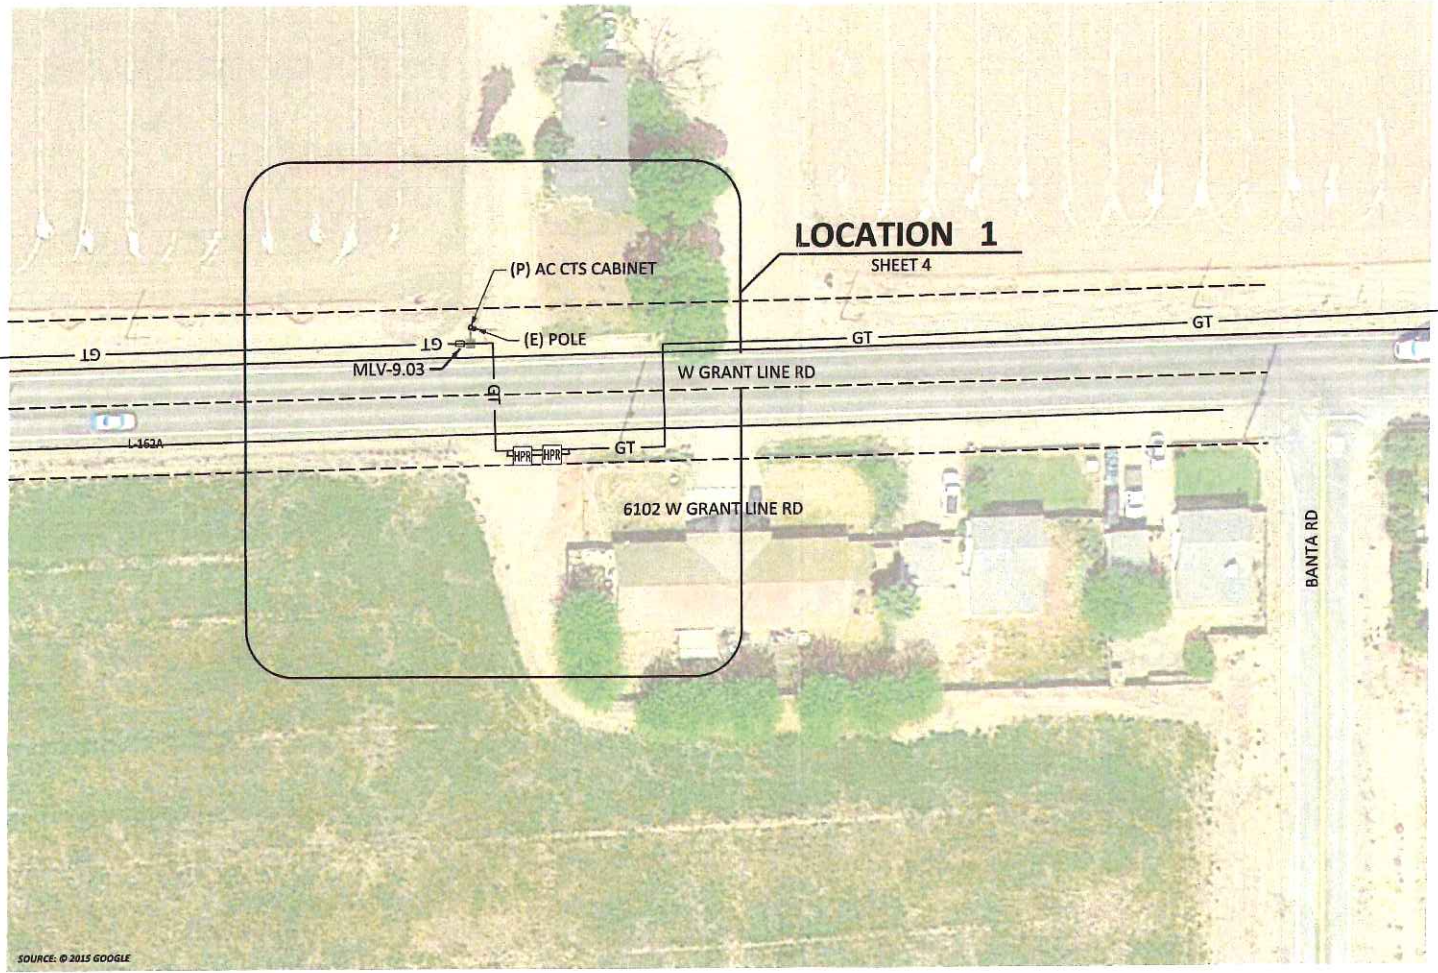 LOCATION 1
SHEET 4
(P) AC CTS CABINET
(E) POLE
GT
GT
GT
GT
MLV-9.03
W GRANT LINE RD
GT
L-162A
HPR
HPR
GT
6102 W GRANT LINE RD
BANTA RD
SOURCE: © 2015 GOOGLE